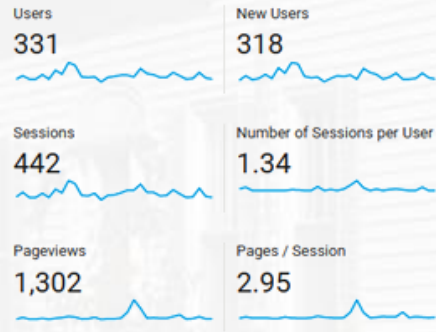 Users
331
New Users
318
Sessions
442
Number of Sessions per User
1.34
Pageviews
1,302
Pages / Session
2.95